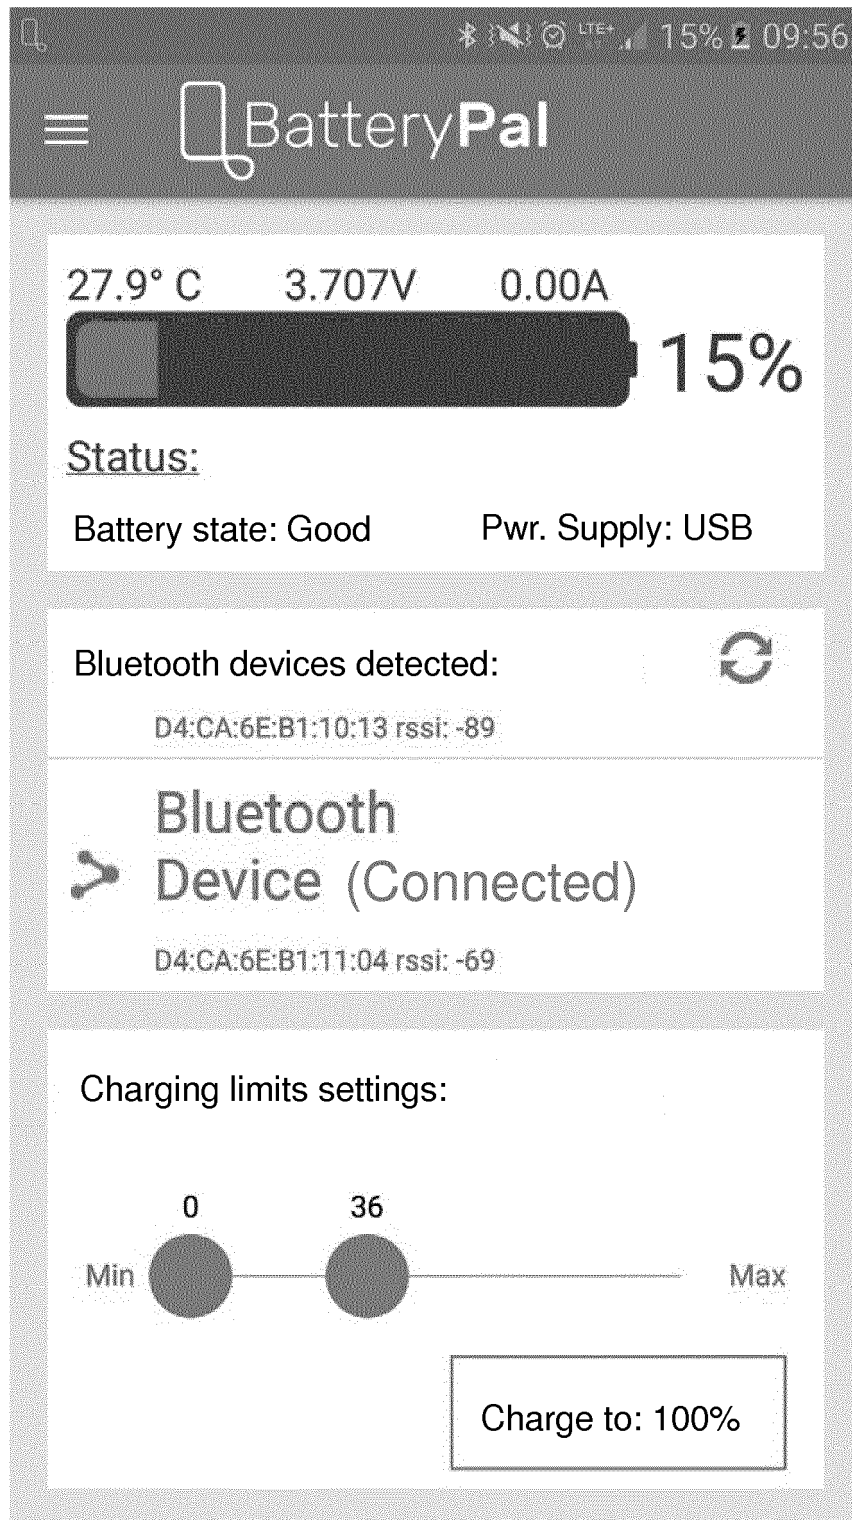 LTE+ 15% 09:56
BatteryPal
27.9° C 3.707V 0.00A
15%
Status:
Battery state: Good Pwr. Supply: USB
Bluetooth devices detected:
D4:CA:6E:B1:10:13 rssi: -89
Bluetooth
Device (Connected)
D4:CA:6E:B1:11:04 rssi: -69
Charging limits settings:
0 36
Min Max
Charge to: 100%